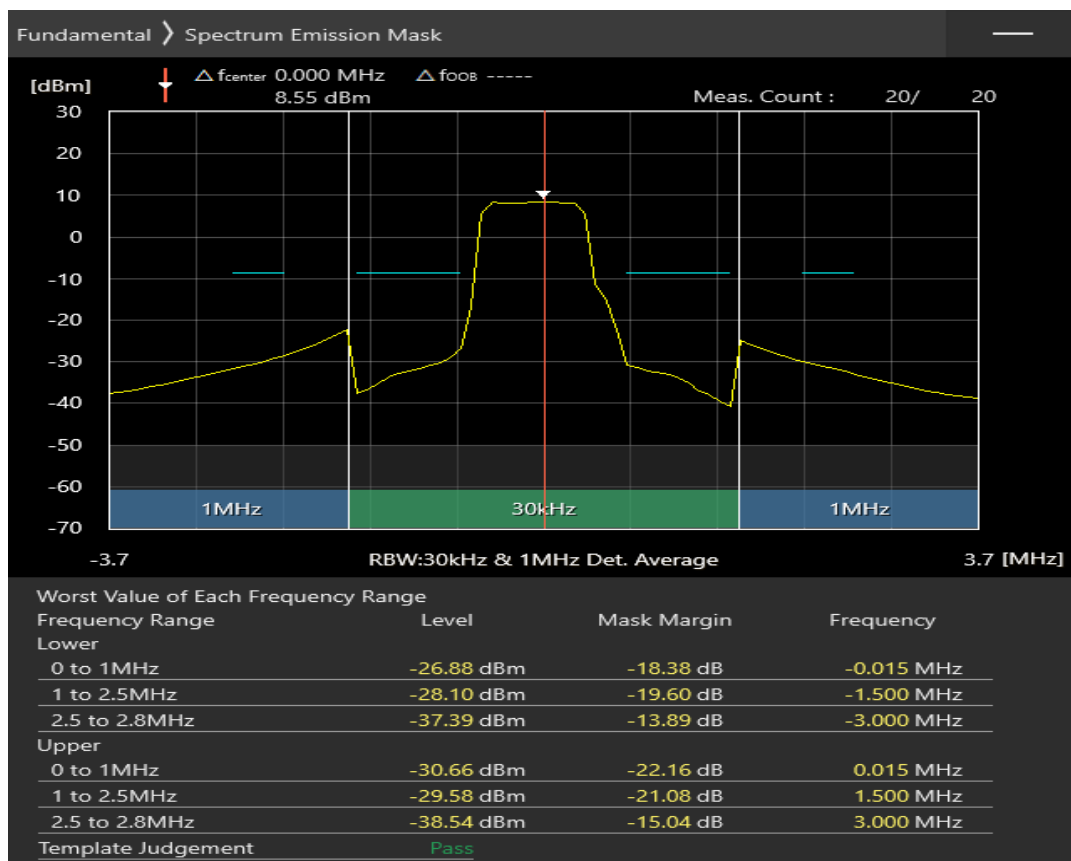 Fundamental 〉 Spectrum Emission Mask
△ fcenter 0.000 MHz △ fOOB -----
[dBm] 8.55 dBm Meas. Count : 20/ 20
30
20
10
0
-10
-20
-30
-40
-50
-60
-70
1MHz 30kHz 1MHz
-3.7 RBW:30kHz & 1MHz Det. Average 3.7 [MHz]
Worst Value of Each Frequency Range
Frequency Range Level Mask Margin Frequency
Lower
0 to 1MHz -26.88 dBm -18.38 dB -0.015 MHz
1 to 2.5MHz -28.10 dBm -19.60 dB -1.500 MHz
2.5 to 2.8MHz -37.39 dBm -13.89 dB -3.000 MHz
Upper
0 to 1MHz -30.66 dBm -22.16 dB 0.015 MHz
1 to 2.5MHz -29.58 dBm -21.08 dB 1.500 MHz
2.5 to 2.8MHz -38.54 dBm -15.04 dB 3.000 MHz
Template Judgement Pass